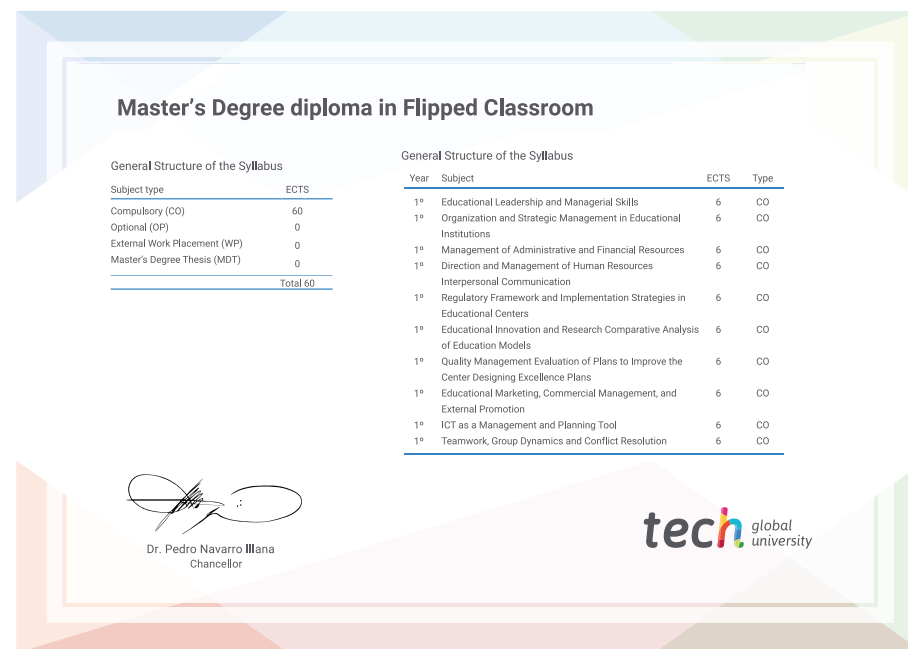 Master's Degree diploma in Flipped Classroom
General Structure of the Syllabus
Subject type ECTS
Compulsory (CO) 60
Optional (OP) 0
External Work Placement (WP) 0
Master's Degree Thesis (MDT) 0
Total 60
General Structure of the Syllabus
Year Subject ECTS Type
1º Educational Leadership and Managerial Skills 6 CO
1º Organization and Strategic Management in Educational 6 CO
Institutions
1º Management of Administrative and Financial Resources 6 CO
1º Direction and Management of Human Resources 6 CO
Interpersonal Communication
1º Regulatory Framework and Implementation Strategies in 6 CO
Educational Centers
1º Educational Innovation and Research Comparative Analysis 6 CO
of Education Models
1º Quality Management Evaluation of Plans to Improve the 6 CO
Center Designing Excellence Plans
1º Educational Marketing, Commercial Management, and 6 CO
External Promotion
1º ICT as a Management and Planning Tool 6 CO
1º Teamwork, Group Dynamics and Conflict Resolution 6 CO
Dr. Pedro Navarro Illana
Chancellor
tech global
university